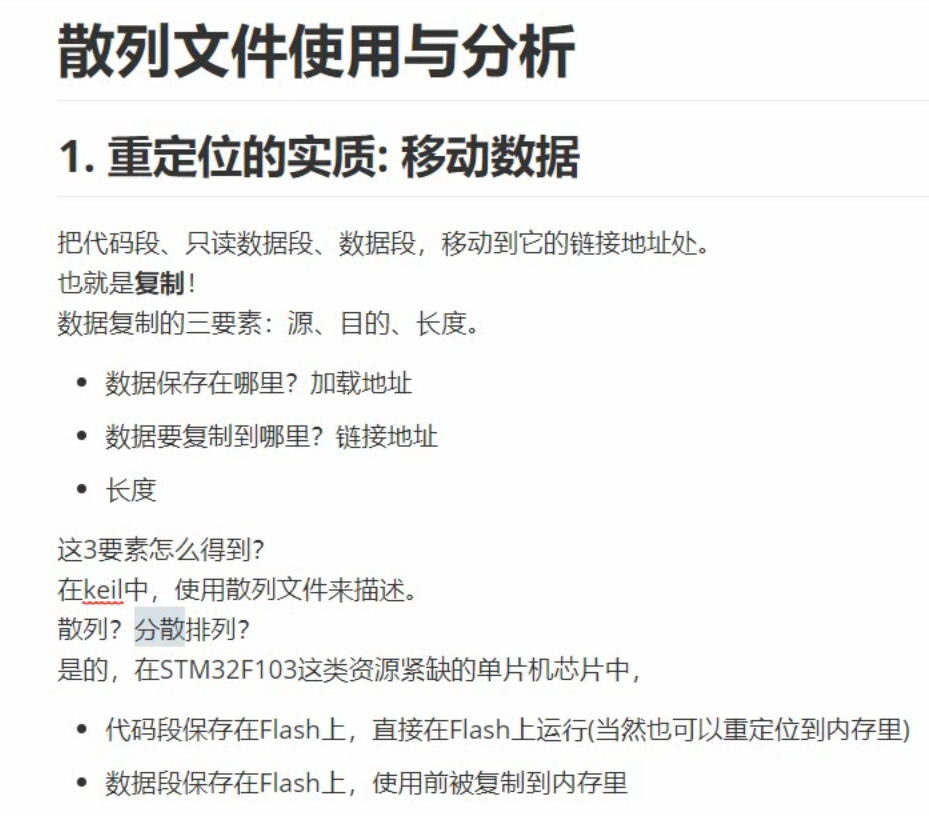 散列文件使用与分析
1. 重定位的实质: 移动数据
把代码段、只读数据段、数据段，移动到它的链接地址处。
也就是复制！
数据复制的三要素：源、目的、长度。
• 数据保存在哪里？加载地址
• 数据要复制到哪里？链接地址
• 长度
这3要素怎么得到？
在keil中，使用散列文件来描述。
散列？分散排列？
是的，在STM32F103这类资源紧缺的单片机芯片中，
• 代码段保存在Flash上，直接在Flash上运行(当然也可以重定位到内存里)
• 数据段保存在Flash上，使用前被复制到内存里